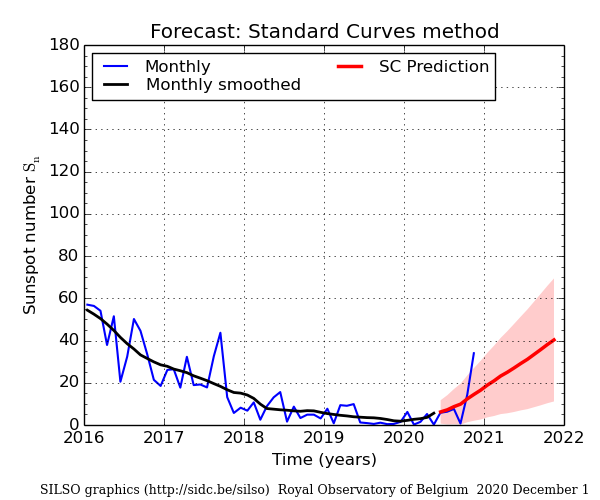 Forecast: Standard Curves method
180
160
140
120
100
80
60
40
20
0
Sunspot number Sn
Monthly
Monthly smoothed
SC Prediction
2016 2017 2018 2019 2020 2021 2022
Time (years)
SILSO graphics (http://sidc.be/silso) Royal Observatory of Belgium 2020 December 1